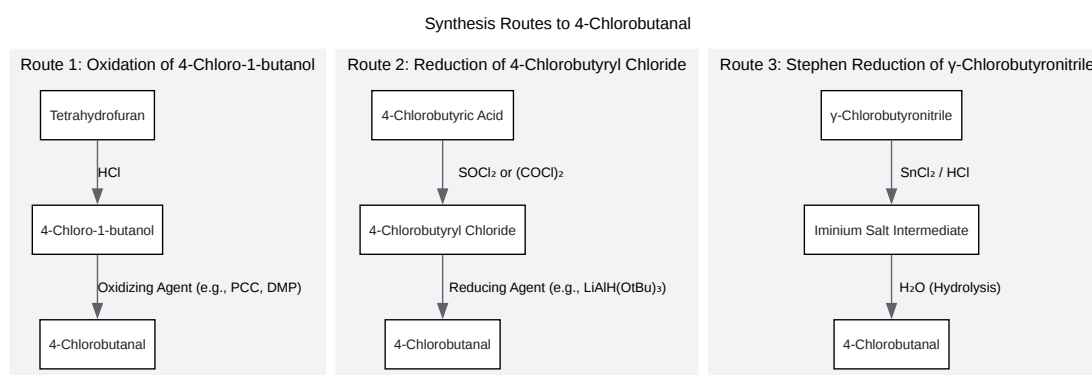 Synthesis Routes to 4-Chlorobutanal
Route 1: Oxidation of 4-Chloro-1-butanol
Tetrahydrofuran
HCl
4-Chloro-1-butanol
Oxidizing Agent (e.g., PCC, DMP)
4-Chlorobutanal
Route 2: Reduction of 4-Chlorobutyryl Chloride
4-Chlorobutyric Acid
SOCl₂ or (COCl)₂
4-Chlorobutyryl Chloride
Reducing Agent (e.g., LiAlH(OtBu)₃)
4-Chlorobutanal
Route 3: Stephen Reduction of γ-Chlorobutyronitrile
γ-Chlorobutyronitrile
SnCl₂ / HCl
Iminium Salt Intermediate
H₂O (Hydrolysis)
4-Chlorobutanal